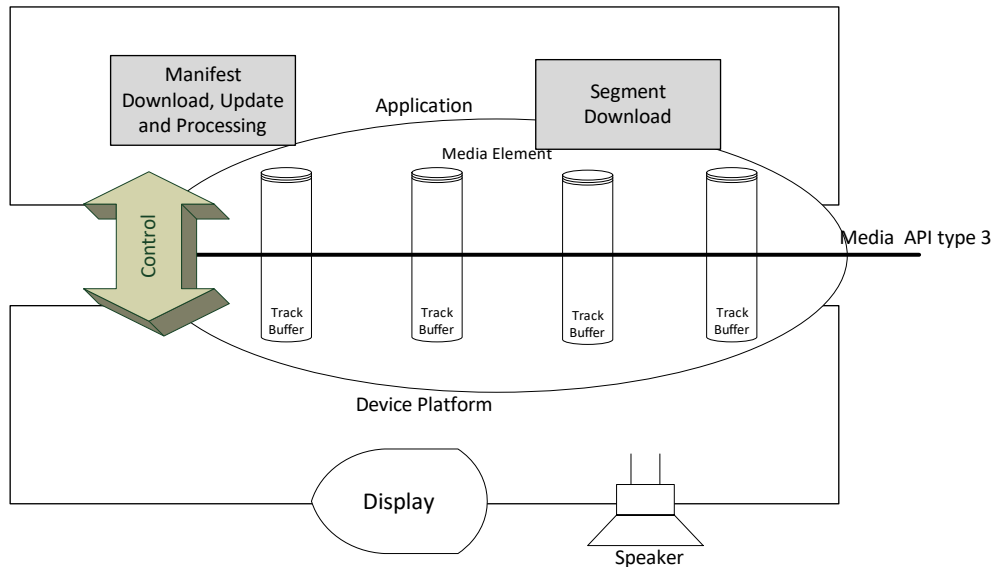 Manifest
Download, Update
and Processing
Segment
Download
Application
Media Element
Control
Media API type 3
Track
Buffer
Track
Buffer
Track
Buffer
Track
Buffer
Device Platform
Display
Speaker